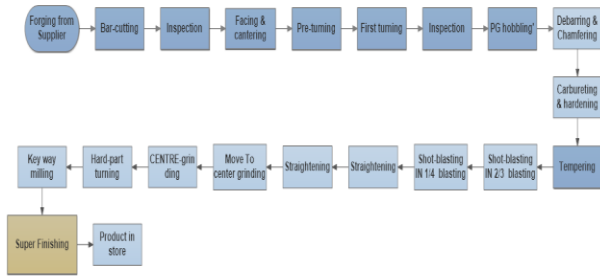 Forging from
Supplier
Bar-cutting
Inspection
Facing &
cantering
Pre-turning
First turning
Inspection
PG hobbling'
Debarring &
Chamfering
Carbureting
& hardening
Tempering
Shot-blasting
IN 2/3 blasting
Shot-blasting
IN 1/4 blasting
Straightening
Straightening
Move To
center grinding
CENTRE-grin
ding
Hard-part
turning
Key way
milling
Super Finishing
Product in
store